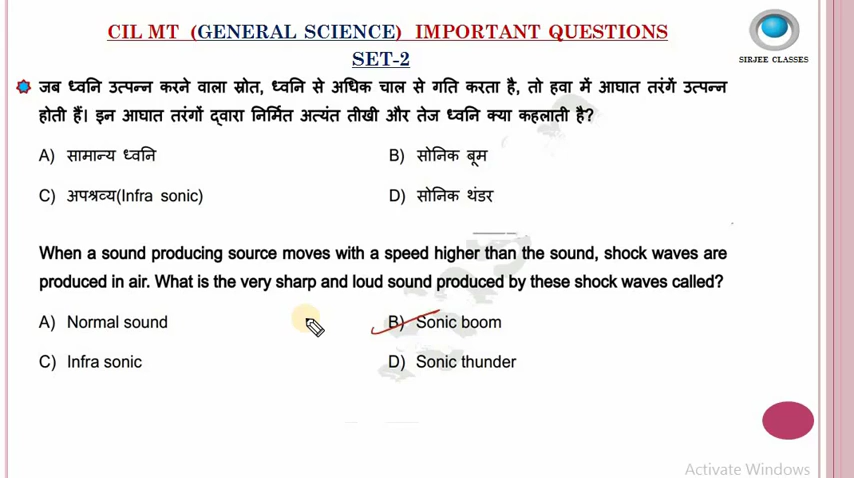 CIL MT (GENERAL SCIENCE) IMPORTANT QUESTIONS
SET-2
SIRJEE CLASSES
जब ध्वनि उत्पन्न करने वाला स्रोत, ध्वनि से अधिक चाल से गति करता है, तो हवा में आघात तरंगें उत्पन्न
होती हैं। इन आघात तरंगों द्वारा निर्मित अत्यंत तीखी और तेज ध्वनि क्या कहलाती है?
A) सामान्य ध्वनि B) सोनिक बूम
C) अपश्रव्य(Infra sonic) D) सोनिक थंडर
When a sound producing source moves with a speed higher than the sound, shock waves are
produced in air. What is the very sharp and loud sound produced by these shock waves called?
A) Normal sound B) Sonic boom
C) Infra sonic D) Sonic thunder
Activate Windows